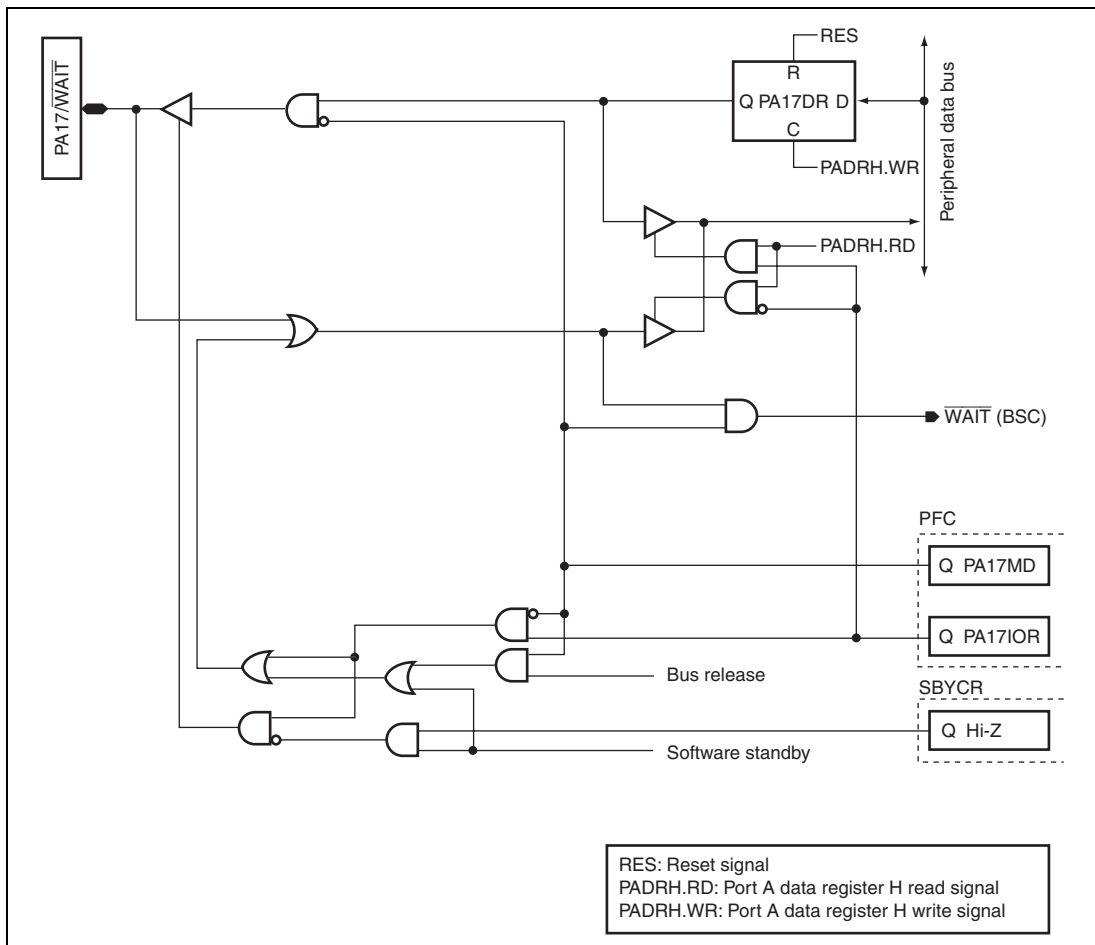 PA17/WAIT
RES
R
Q PA17DR D
C
PADRH.WR
Peripheral data bus
PADRH.RD
WAIT (BSC)
PFC
Q PA17MD
Q PA17IOR
Bus release
SBYCR
Q Hi-Z
Software standby
RES: Reset signal
PADRH.RD: Port A data register H read signal
PADRH.WR: Port A data register H write signal